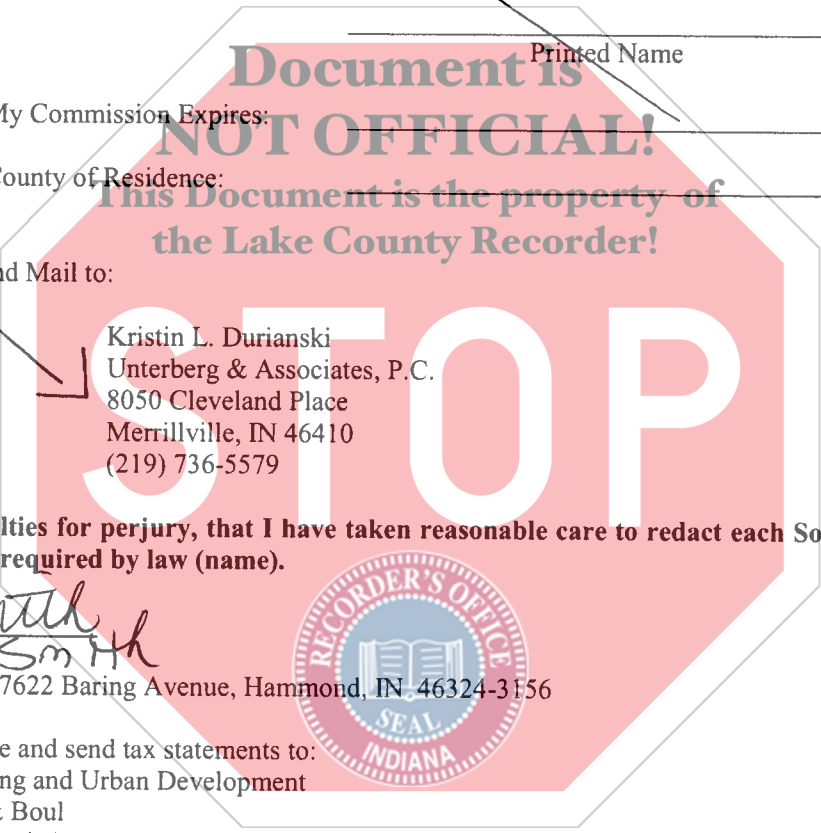 Printed Name
Document is
My Commission Expires:
NOT OFFICIAL!
County of Residence:
This Document is the property of
the Lake County Recorder!
nd Mail to:
STOP
Kristin L. Durianski
Unterberg & Associates, P.C.
8050 Cleveland Place
Merrillville, IN 46410
(219) 736-5579
lties for perjury, that I have taken reasonable care to redact each So
required by law (name).
Smith
7622 Baring Avenue, Hammond, IN 46324-3156
RECORDER'S OFFICE
SEAL
INDIANA
e and send tax statements to:
ng and Urban Development
Boul